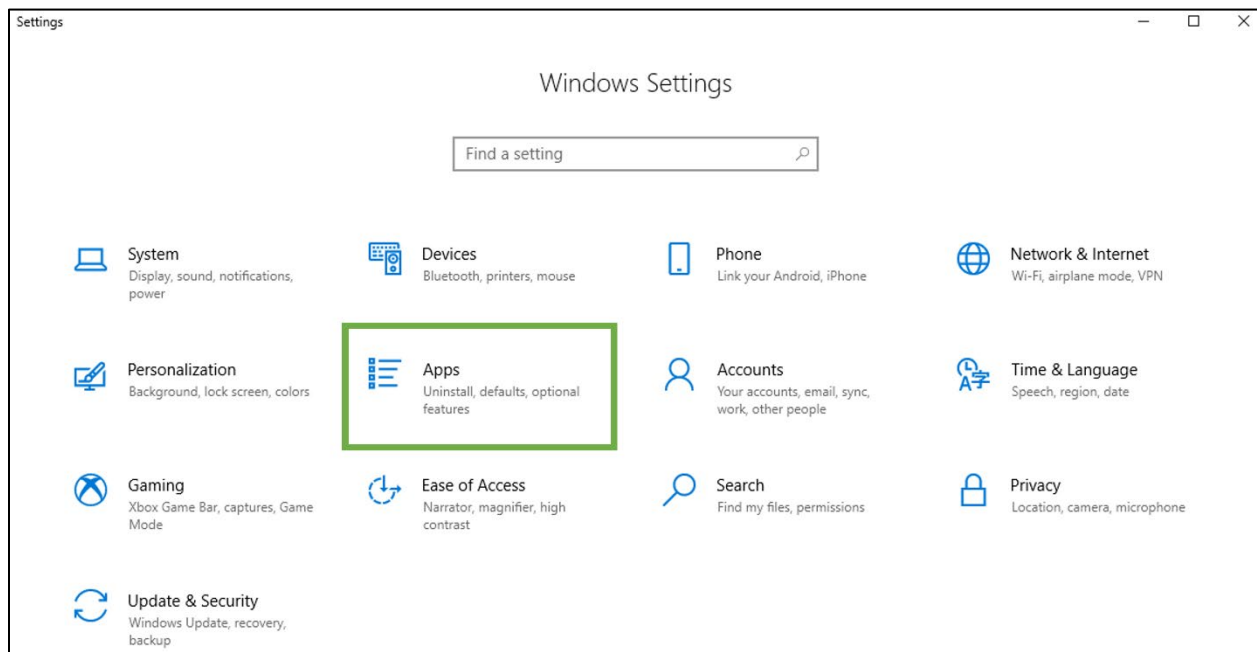 Settings
Windows Settings
Find a setting
System
Display, sound, notifications,
power
Devices
Bluetooth, printers, mouse
Phone
Link your Android, iPhone
Network & Internet
Wi-Fi, airplane mode, VPN
Personalization
Background, lock screen, colors
Apps
Uninstall, defaults, optional
features
Accounts
Your accounts, email, sync,
work, other people
Time & Language
Speech, region, date
Gaming
Xbox Game Bar, captures, Game
Mode
Ease of Access
Narrator, magnifier, high
contrast
Search
Find my files, permissions
Privacy
Location, camera, microphone
Update & Security
Windows Update, recovery,
backup